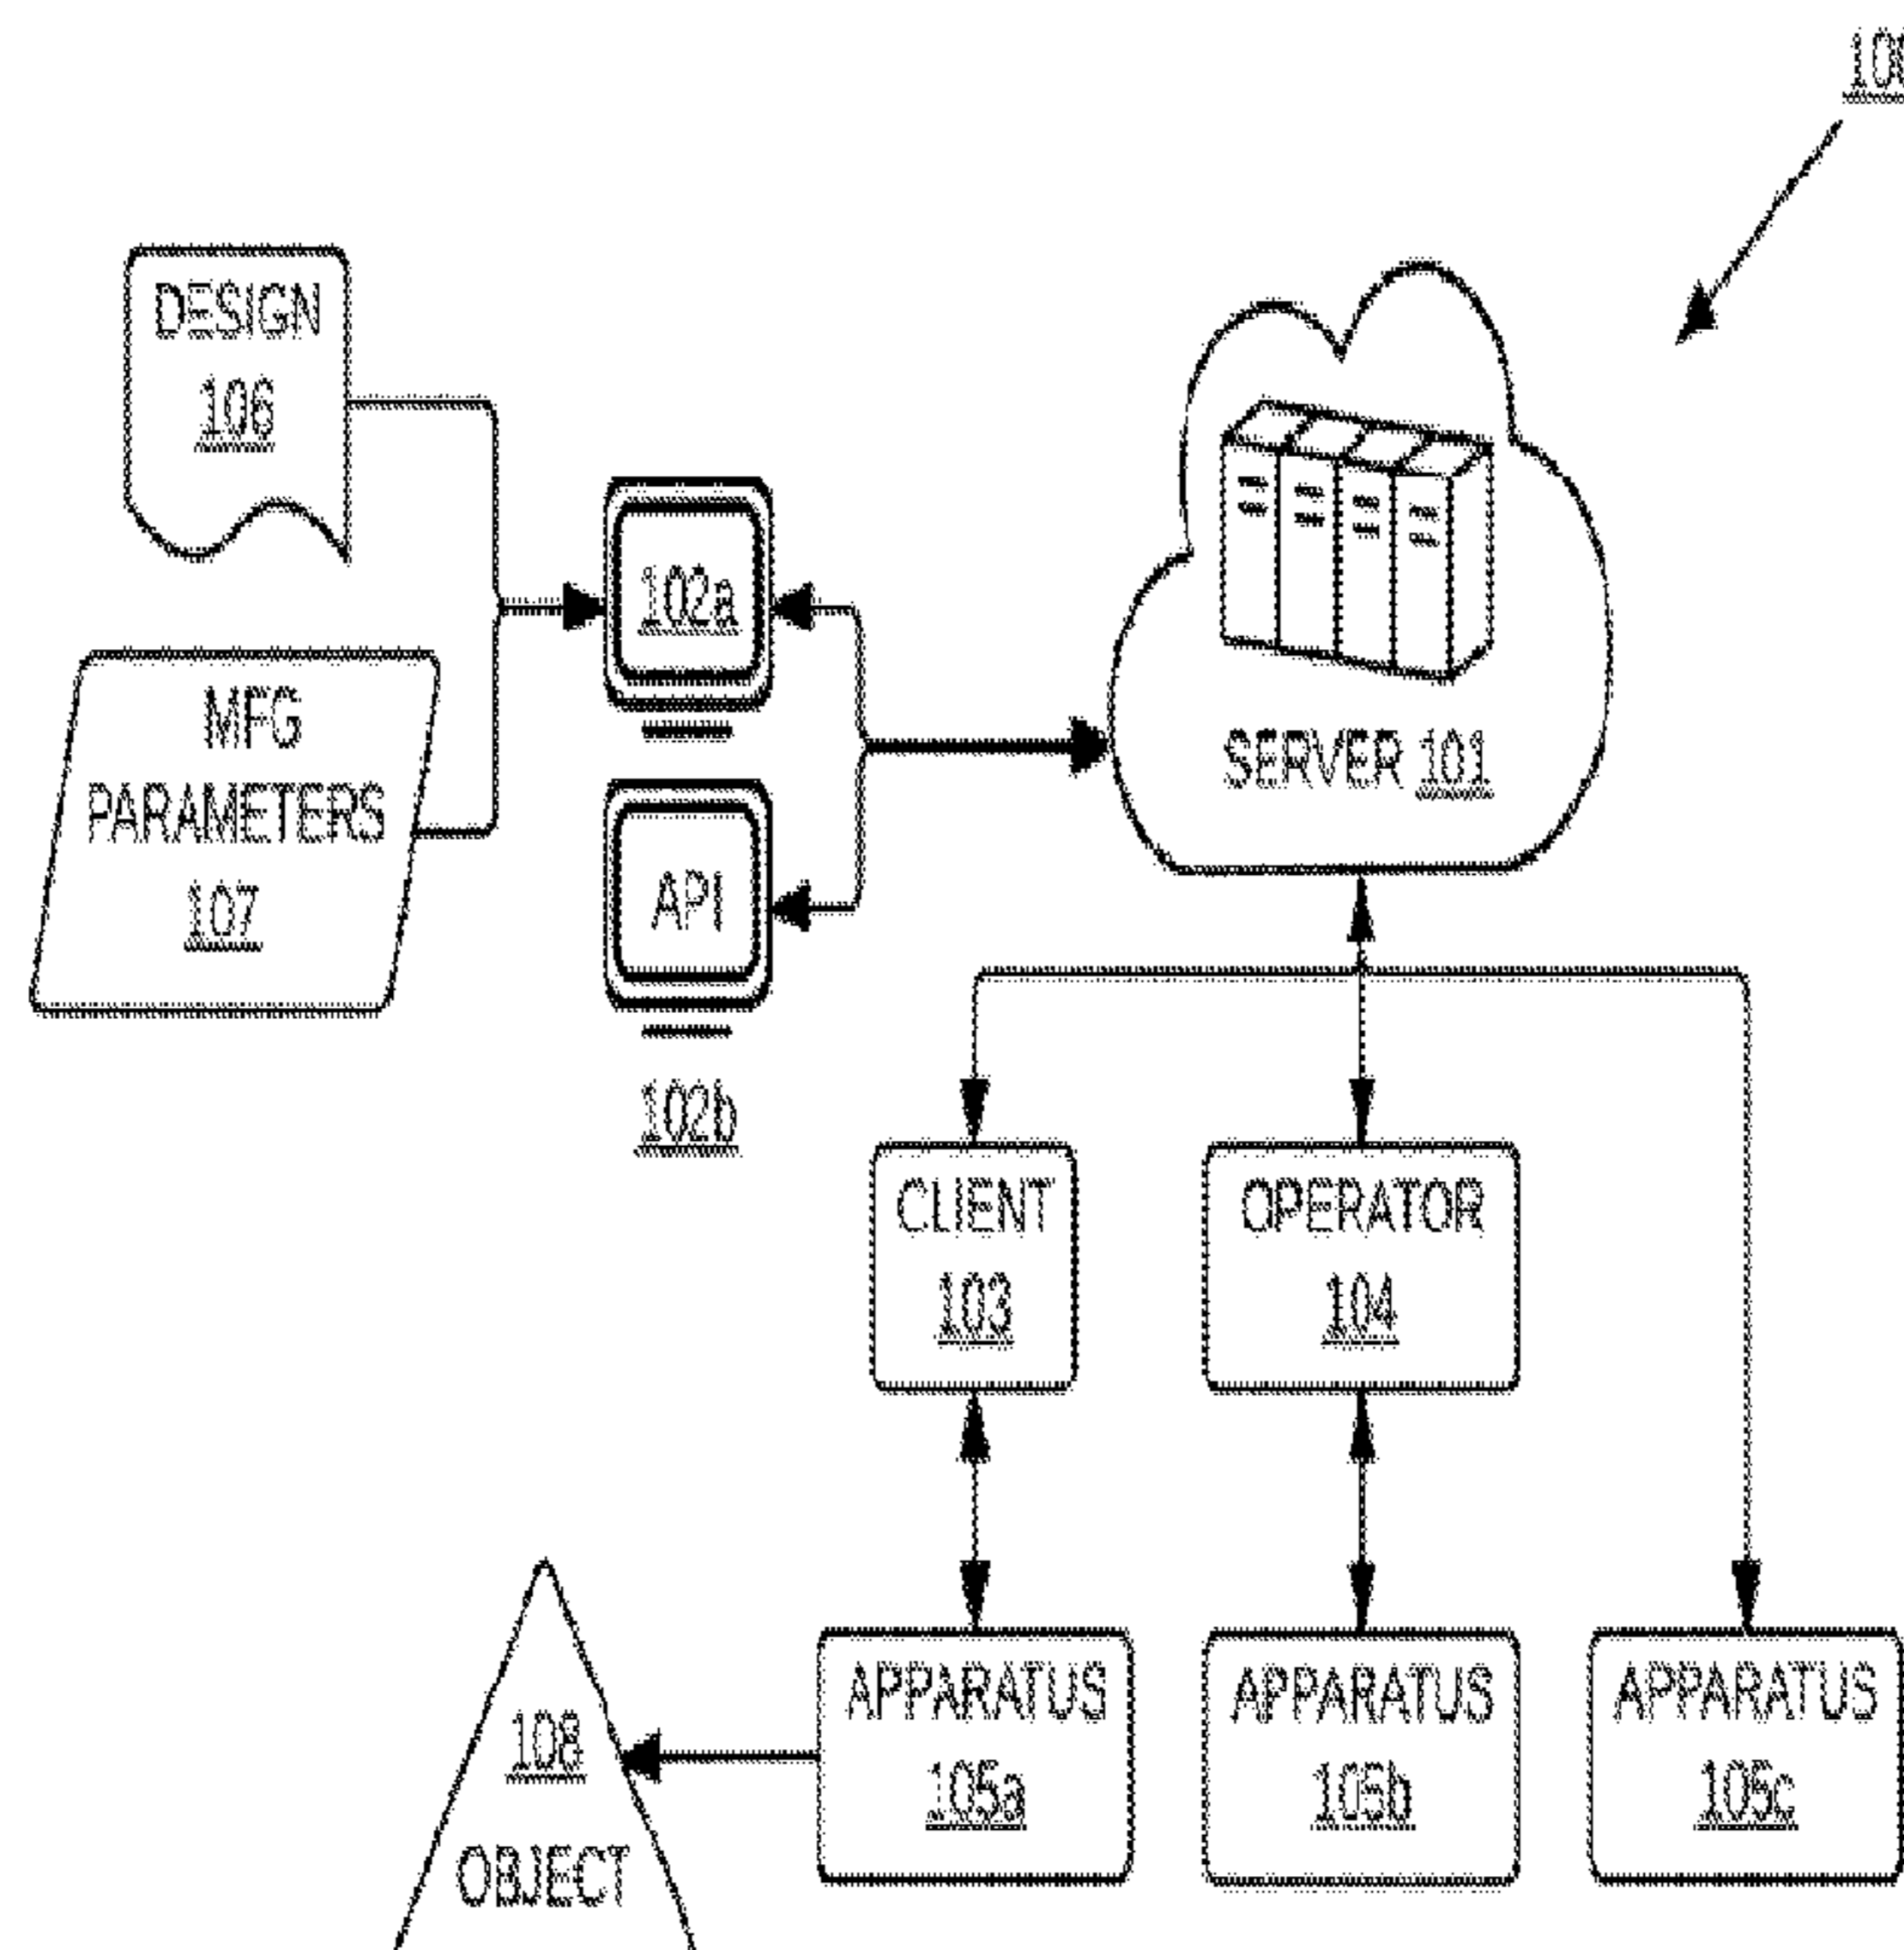 100
DESIGN
106
102a
MFG
PARAMETERS
107
SERVER 101
API
102b
CLIENT
103
OPERATOR
104
APPARATUS
105a
APPARATUS
105b
APPARATUS
105c
108
OBJECT